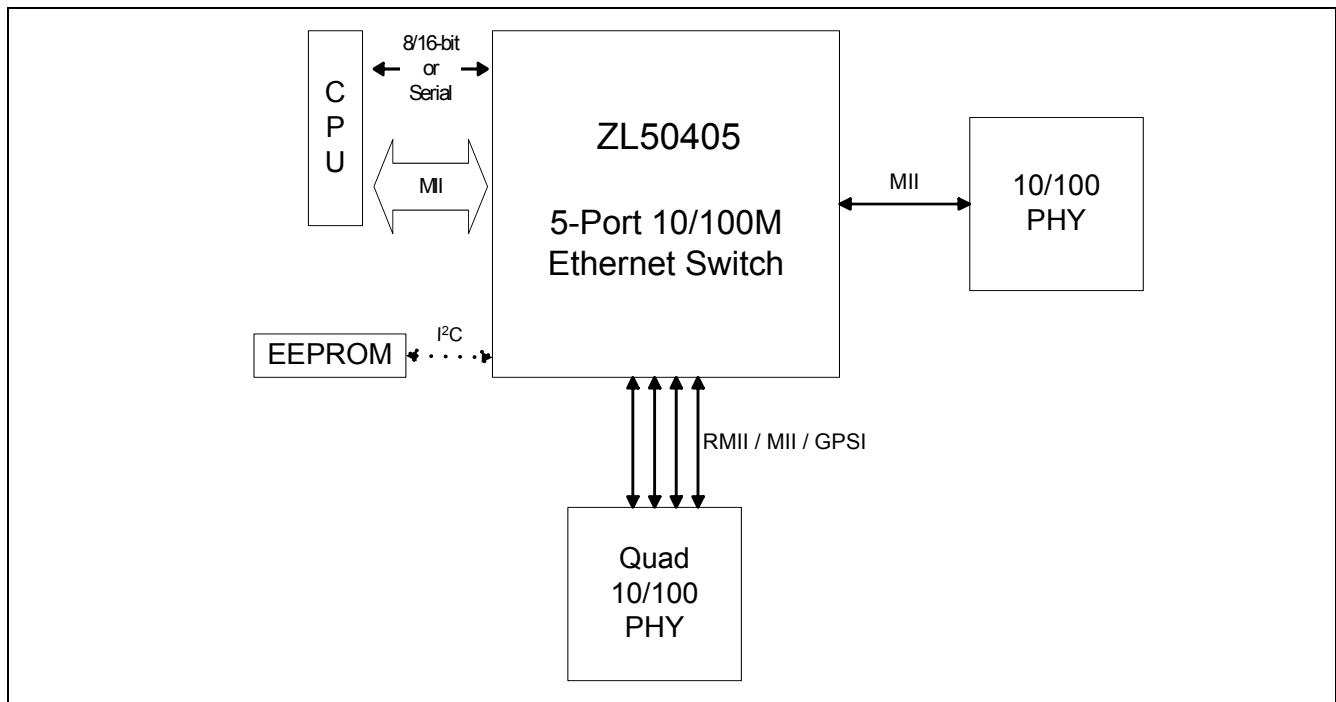 8/16-bit
or
Serial
C
P
U
MII
ZL50405
5-Port 10/100M
Ethernet Switch
MII
10/100
PHY
EEPROM
I²C
RMII / MII / GPSI
Quad
10/100
PHY